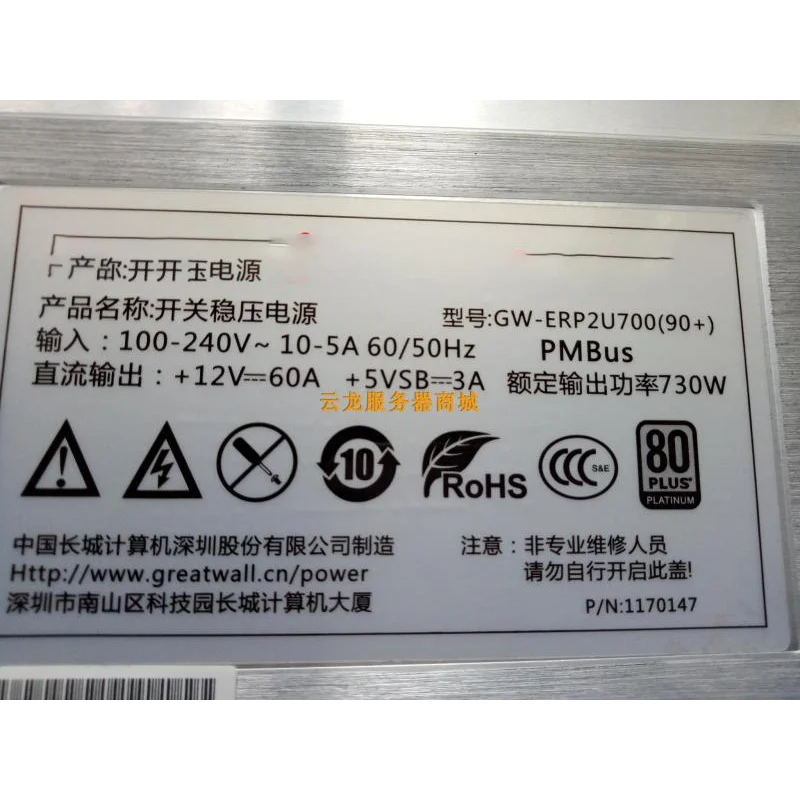 产品名称:开关稳压电源
型号:GW-ERP2U700(90+)
输入：100-240V~ 10-5A 60/50Hz PMBus
直流输出：+12V⎓60A +5VSB⎓3A 额定输出功率730W
云龙服务器商城
10
RoHS
CCC S&E
80
PLUS
PLATINUM
中国长城计算机深圳股份有限公司制造
Http://www.greatwall.cn/power
深圳市南山区科技园长城计算机大厦
注意：非专业维修人员
请勿自行开启此盖!
P/N:1170147